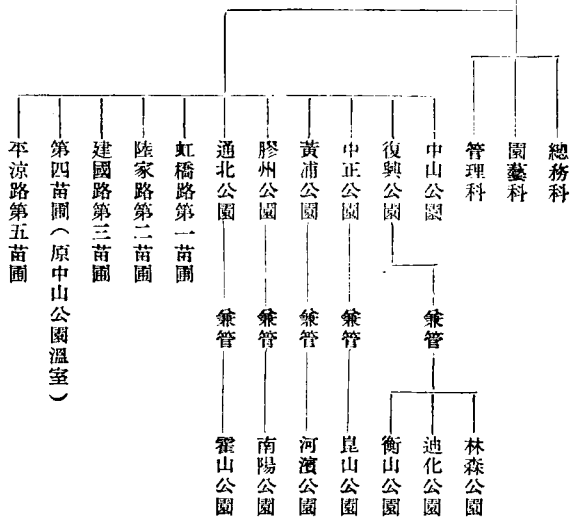 總務科
園藝科
管理科
中山公園
復興公園
中正公園
黃浦公園
膠州公園
通北公園
虹橋路第一苗圃
陸家路第二苗圃
建國路第三苗圃
第四苗圃(原中山公園溫室)
平涼路第五苗圃
兼管
兼管
兼管
兼管
兼管
林森公園
迪化公園
衡山公園
崑山公園
河濱公園
南陽公園
霍山公園